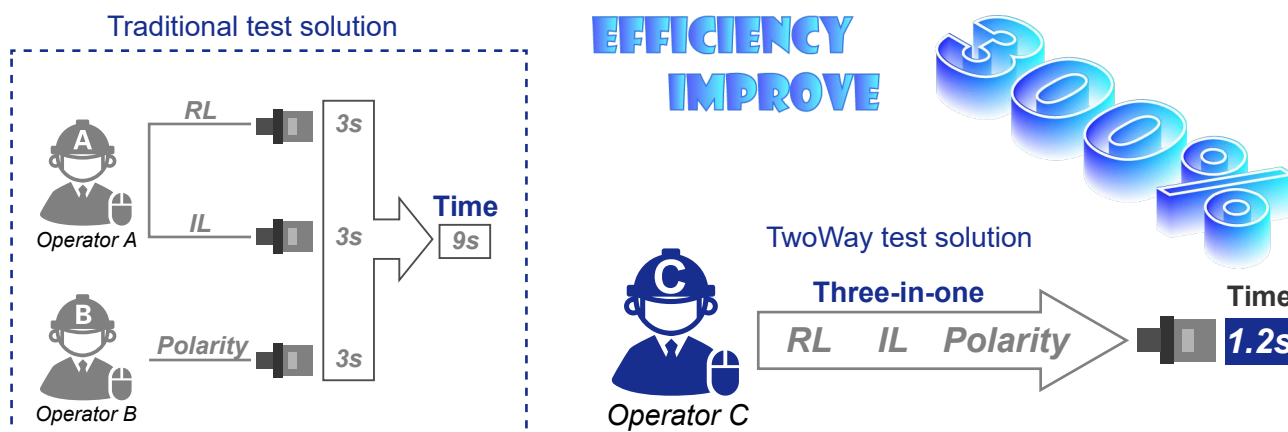 Traditional test solution
A
RL
3s
IL
3s
Operator A
Time
9s
B
Polarity
3s
Operator B
EFFICIENCY
IMPROVE
300%
TwoWay test solution
C
Three-in-one
RL IL Polarity
Time
1.2s
Operator C